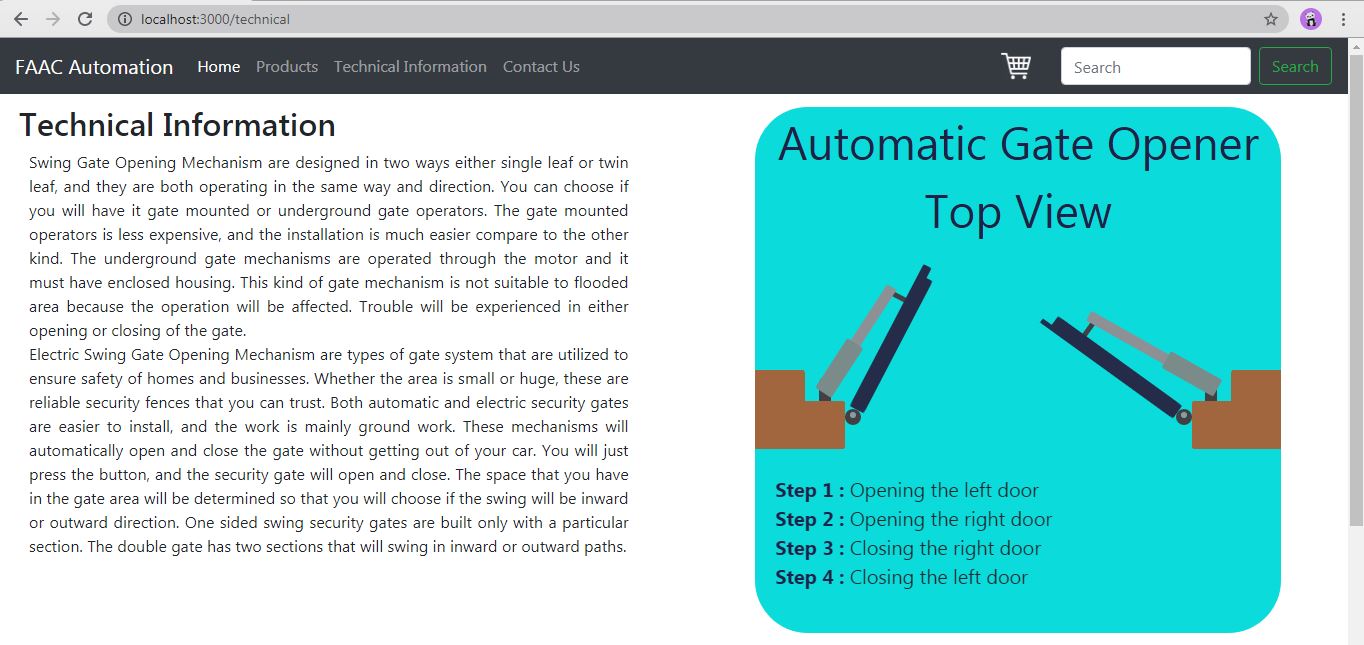 localhost:3000/technical
FAAC Automation Home Products Technical Information Contact Us Search Search
Technical Information
Swing Gate Opening Mechanism are designed in two ways either single leaf or twin
leaf, and they are both operating in the same way and direction. You can choose if
you will have it gate mounted or underground gate operators. The gate mounted
operators is less expensive, and the installation is much easier compare to the other
kind. The underground gate mechanisms are operated through the motor and it
must have enclosed housing. This kind of gate mechanism is not suitable to flooded
area because the operation will be affected. Trouble will be experienced in either
opening or closing of the gate.
Electric Swing Gate Opening Mechanism are types of gate system that are utilized to
ensure safety of homes and businesses. Whether the area is small or huge, these are
reliable security fences that you can trust. Both automatic and electric security gates
are easier to install, and the work is mainly ground work. These mechanisms will
automatically open and close the gate without getting out of your car. You will just
press the button, and the security gate will open and close. The space that you have
in the gate area will be determined so that you will choose if the swing will be inward
or outward direction. One sided swing security gates are built only with a particular
section. The double gate has two sections that will swing in inward or outward paths.
Automatic Gate Opener
Top View
Step 1 : Opening the left door
Step 2 : Opening the right door
Step 3 : Closing the right door
Step 4 : Closing the left door